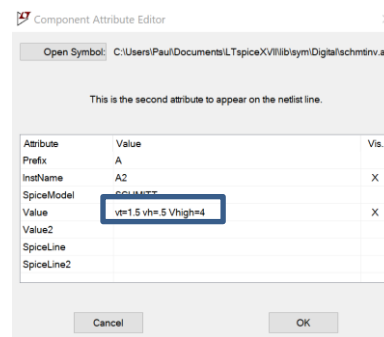 Component Attribute Editor
Open Symbol: C:\Users\Paul\Documents\LTspiceXVII\lib\sym\Digital\schmtinv.a
This is the second attribute to appear on the netlist line.
Attribute Value Vis.
Prefix A
InstName A2 X
SpiceModel SCHMITT
Value vt=1.5 vh=.5 Vhigh=4 X
Value2
SpiceLine
SpiceLine2
Cancel OK